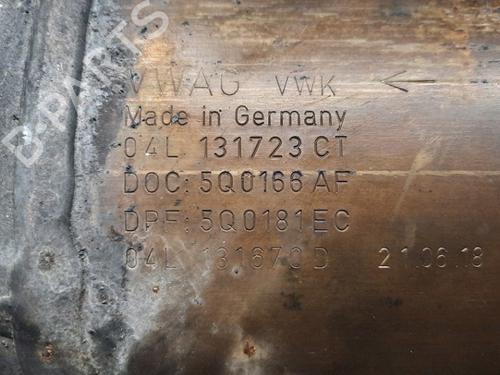 VWAG VWK ←
Made in Germany
04L 131723 CT
DOC: 5Q0166 AF
DPF: 5Q0181 EC
04L 131670 D 21.06.18
B-PARTS